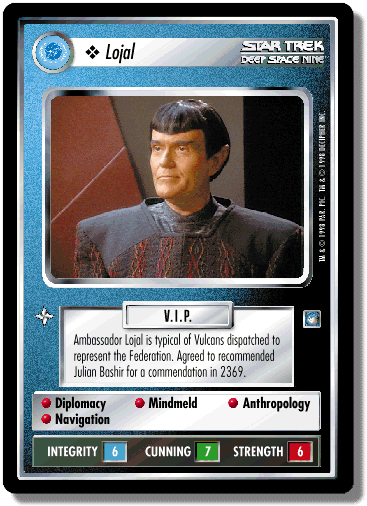 ❖ Lojal
STAR TREK
DEEP SPACE NINE
TM & © 1998 PAR. PIC. TM & © 1998 DECIPHER INC.
V.I.P.
Ambassador Lojal is typical of Vulcans dispatched to
represent the Federation. Agreed to recommended
Julian Bashir for a commendation in 2369.
Diplomacy Mindmeld Anthropology
Navigation
INTEGRITY 6 CUNNING 7 STRENGTH 6